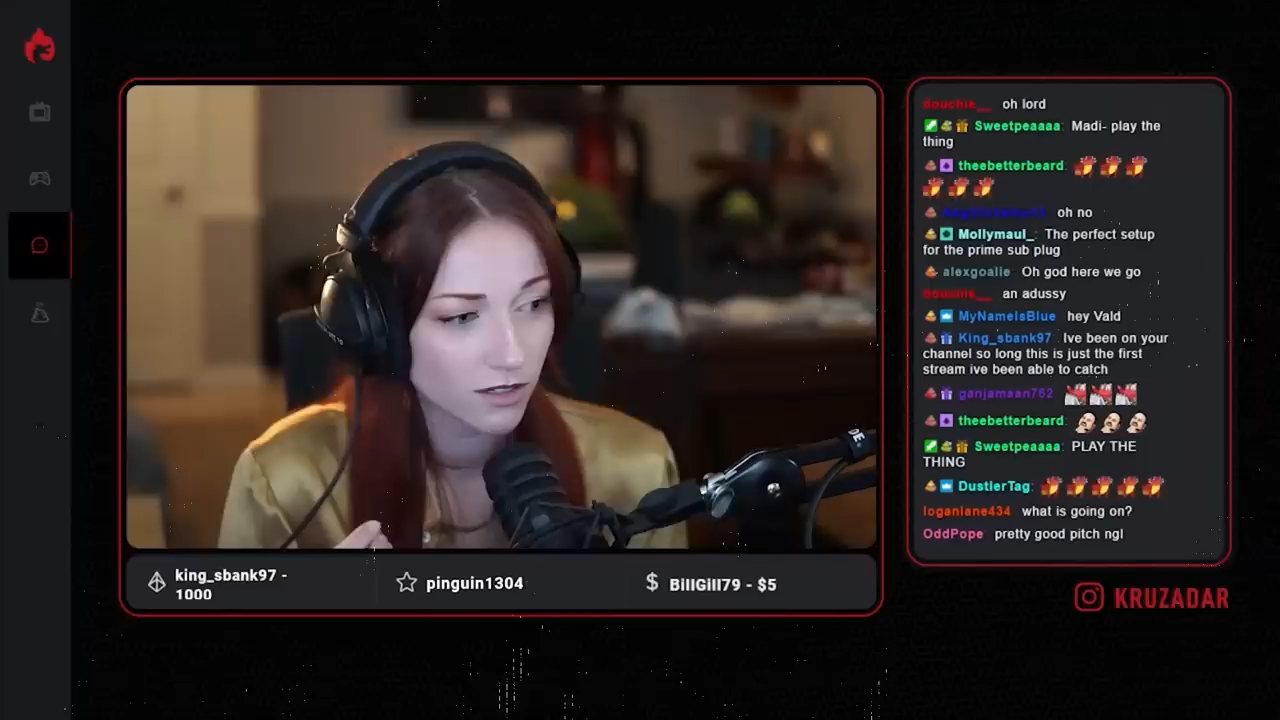 douchie__ oh lord
Sweetpeaaaa: Madi- play the
thing
theebetterbeard:
oh no
Mollymaul_: The perfect setup
for the prime sub plug
alexgoalie Oh god here we go
douchie__ an adussy
MyNameIsBlue hey Vald
King_sbank97 Ive been on your
channel so long this is just the first
stream ive been able to catch
ganjamaan762
theebetterbeard:
Sweetpeaaaa: PLAY THE
THING
DustierTag:
loganlane434 what is going on?
OddPope pretty good pitch ngl
king_sbank97 -
1000
pinguin1304
$ BillGill79 - $5
KRUZADAR